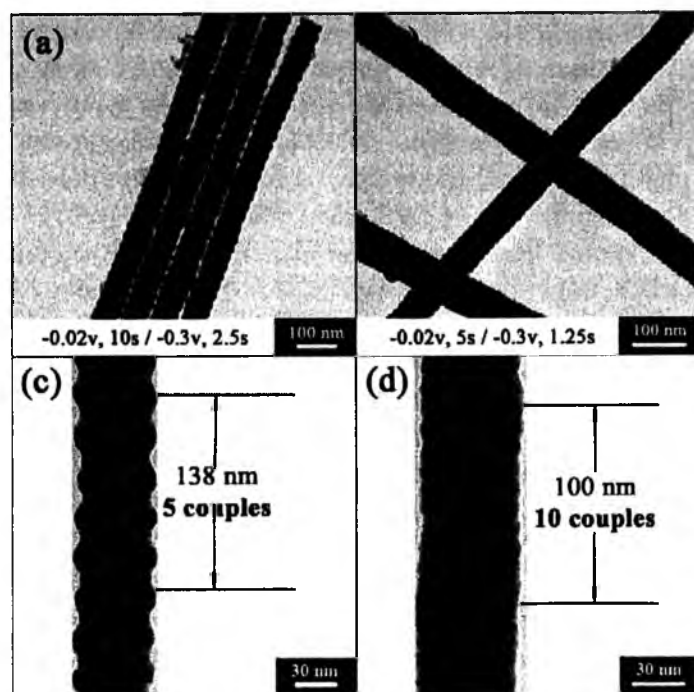 (a)
-0.02v, 10s / -0.3v, 2.5s
100 nm
-0.02v, 5s / -0.3v, 1.25s
100 nm
(c)
138 nm
5 couples
30 nm
(d)
100 nm
10 couples
30 nm